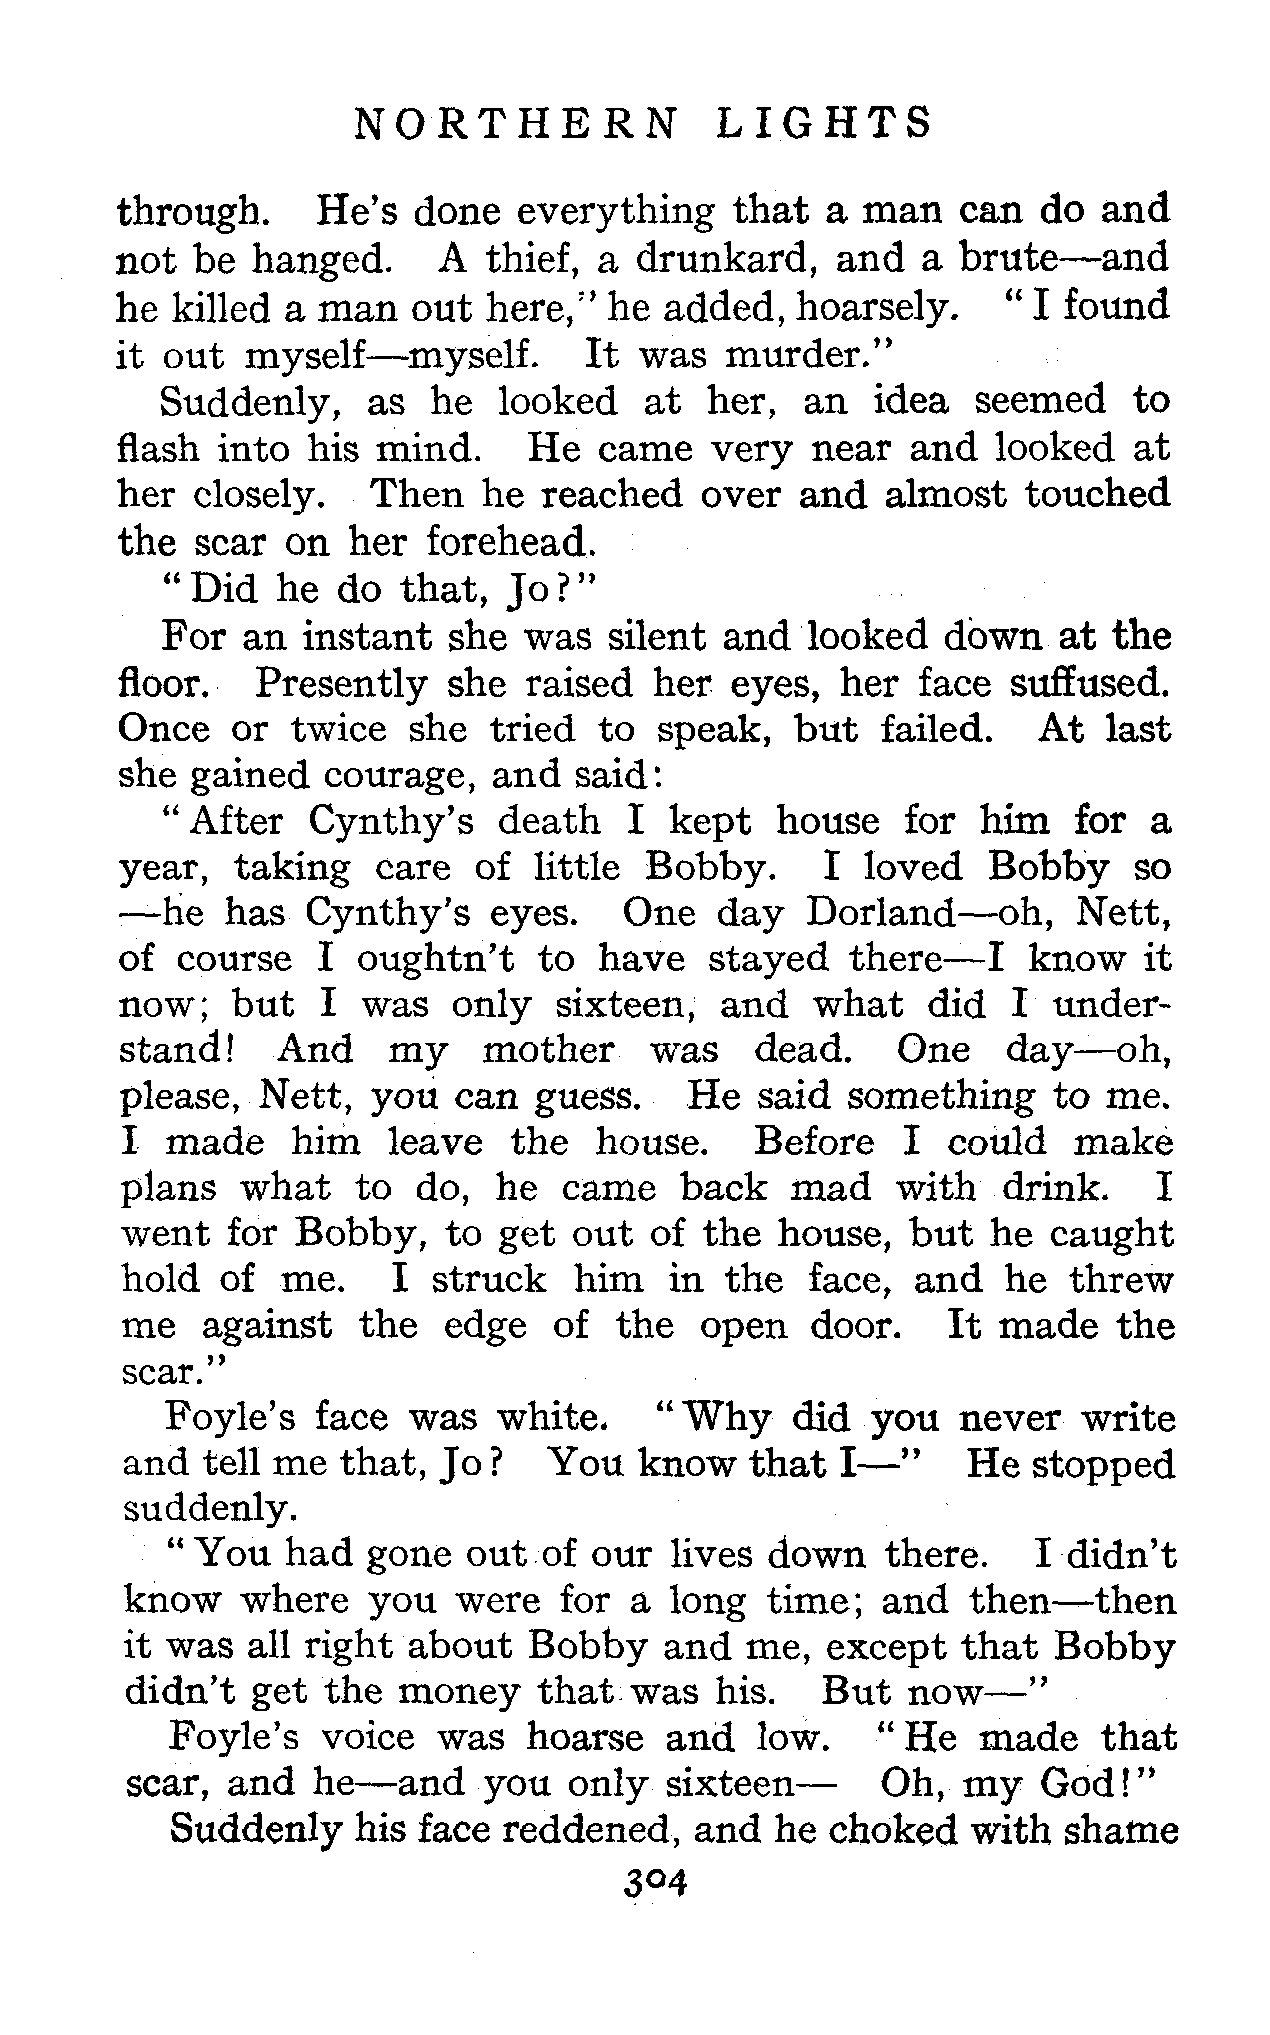 NORTHERN LIGHTS
through. He's done everything that a man can do and
not be hanged. A thief, a drunkard, and a brute—and
he killed a man out here," he added, hoarsely. "I found
it out myself—myself. It was murder."
Suddenly, as he looked at her, an idea seemed to
flash into his mind. He came very near and looked at
her closely. Then he reached over and almost touched
the scar on her forehead.
"Did he do that, Jo?"
For an instant she was silent and looked down at the
floor. Presently she raised her eyes, her face suffused.
Once or twice she tried to speak, but failed. At last
she gained courage, and said:
"After Cynthy's death I kept house for him for a
year, taking care of little Bobby. I loved Bobby so
—he has Cynthy's eyes. One day Dorland—oh, Nett,
of course I oughtn't to have stayed there—I know it
now; but I was only sixteen, and what did I under-
stand! And my mother was dead. One day—oh,
please, Nett, you can guess. He said something to me.
I made him leave the house. Before I could make
plans what to do, he came back mad with drink. I
went for Bobby, to get out of the house, but he caught
hold of me. I struck him in the face, and he threw
me against the edge of the open door. It made the
scar."
Foyle's face was white. "Why did you never write
and tell me that, Jo? You know that I—" He stopped
suddenly.
"You had gone out of our lives down there. I didn't
know where you were for a long time; and then—then
it was all right about Bobby and me, except that Bobby
didn't get the money that was his. But now—"
Foyle's voice was hoarse and low. "He made that
scar, and he—and you only sixteen— Oh, my God!"
Suddenly his face reddened, and he choked with shame
304